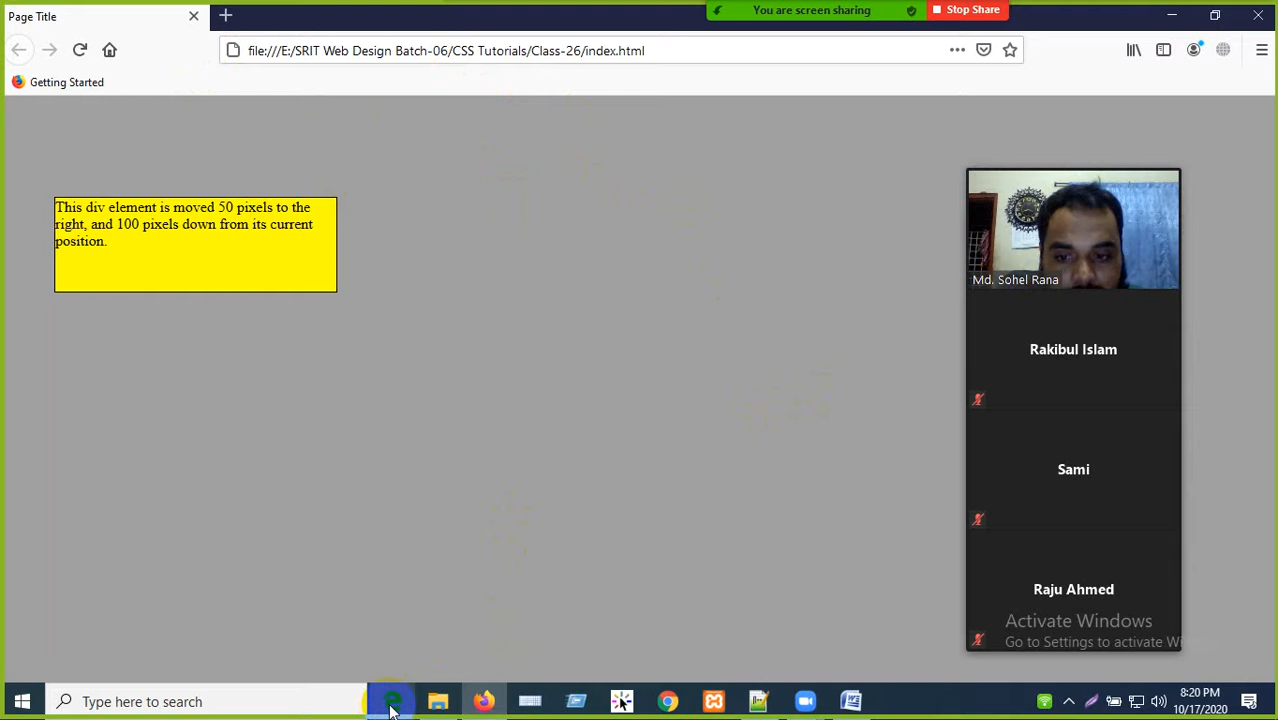 Page Title
You are screen sharing
Stop Share
file:///E:/SRIT Web Design Batch-06/CSS Tutorials/Class-26/index.html
Getting Started
This div element is moved 50 pixels to the
right, and 100 pixels down from its current
position.
Md. Sohel Rana
Rakibul Islam
Sami
Raju Ahmed
Activate Windows
Go to Settings to activate Wi
Type here to search
8:20 PM
10/17/2020